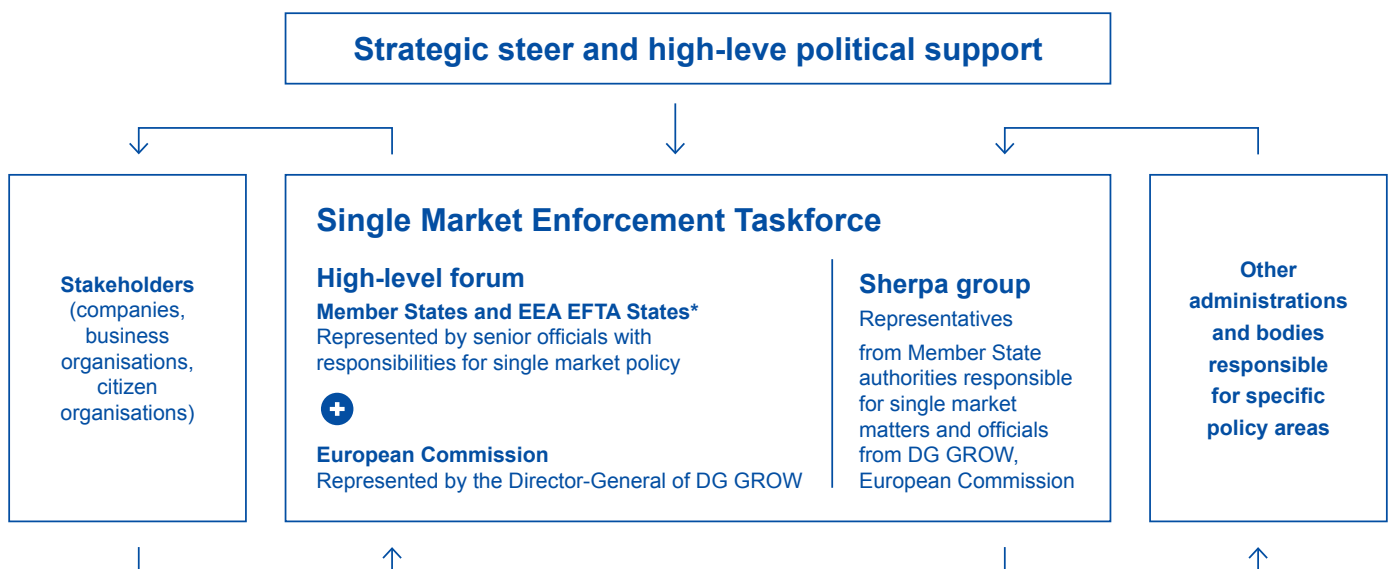 Strategic steer and high-leve political support
Stakeholders
(companies,
business
organisations,
citizen
organisations)
Single Market Enforcement Taskforce
High-level forum
Member States and EEA EFTA States*
Represented by senior officials with
responsibilities for single market policy
European Commission
Represented by the Director-General of DG GROW
Sherpa group
Representatives
from Member State
authorities responsible
for single market
matters and officials
from DG GROW,
European Commission
Other
administrations
and bodies
responsible
for specific
policy areas